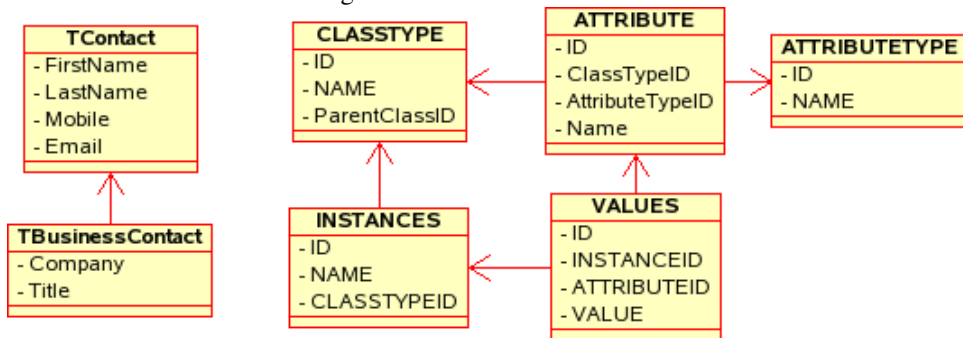 TContact
- FirstName
- LastName
- Mobile
- Email
TBusinessContact
- Company
- Title
CLASSTYPE
- ID
- NAME
- ParentClassID
INSTANCES
- ID
- NAME
- CLASSTYPEID
ATTRIBUTE
- ID
- ClassTypeID
- AttributeTypeID
- Name
VALUES
- ID
- INSTANCEID
- ATTRIBUTEID
- VALUE
ATTRIBUTETYPE
- ID
- NAME